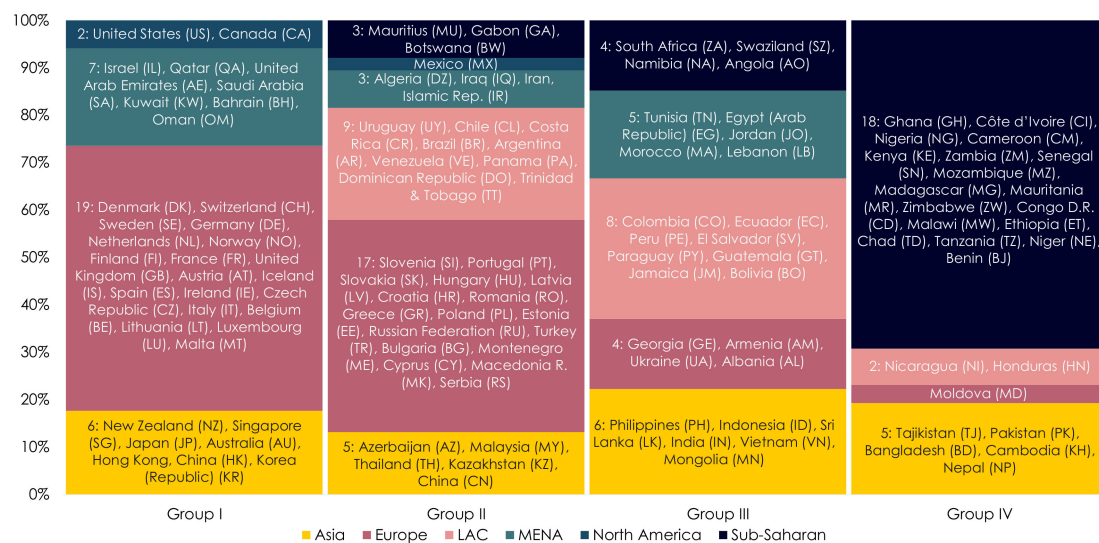 100%
90%
80%
70%
60%
50%
40%
30%
20%
10%
0%
2: United States (US), Canada (CA)
7: Israel (IL), Qatar (QA), United
Arab Emirates (AE), Saudi Arabia
(SA), Kuwait (KW), Bahrain (BH),
Oman (OM)
19: Denmark (DK), Switzerland (CH),
Sweden (SE), Germany (DE),
Netherlands (NL), Norway (NO),
Finland (FI), France (FR), United
Kingdom (GB), Austria (AT), Iceland
(IS), Spain (ES), Ireland (IE), Czech
Republic (CZ), Italy (IT), Belgium
(BE), Lithuania (LT), Luxembourg
(LU), Malta (MT)
6: New Zealand (NZ), Singapore
(SG), Japan (JP), Australia (AU),
Hong Kong, China (HK), Korea
(Republic) (KR)
3: Mauritius (MU), Gabon (GA),
Botswana (BW)
Mexico (MX)
3: Algeria (DZ), Iraq (IQ), Iran,
Islamic Rep. (IR)
9: Uruguay (UY), Chile (CL), Costa
Rica (CR), Brazil (BR), Argentina
(AR), Venezuela (VE), Panama (PA),
Dominican Republic (DO), Trinidad
& Tobago (TT)
17: Slovenia (SI), Portugal (PT),
Slovakia (SK), Hungary (HU), Latvia
(LV), Croatia (HR), Romania (RO),
Greece (GR), Poland (PL), Estonia
(EE), Russian Federation (RU), Turkey
(TR), Bulgaria (BG), Montenegro
(ME), Cyprus (CY), Macedonia R.
(MK), Serbia (RS)
5: Azerbaijan (AZ), Malaysia (MY),
Thailand (TH), Kazakhstan (KZ),
China (CN)
4: South Africa (ZA), Swaziland (SZ),
Namibia (NA), Angola (AO)
5: Tunisia (TN), Egypt (Arab
Republic) (EG), Jordan (JO),
Morocco (MA), Lebanon (LB)
8: Colombia (CO), Ecuador (EC),
Peru (PE), El Salvador (SV),
Paraguay (PY), Guatemala (GT),
Jamaica (JM), Bolivia (BO)
4: Georgia (GE), Armenia (AM),
Ukraine (UA), Albania (AL)
6: Philippines (PH), Indonesia (ID), Sri
Lanka (LK), India (IN), Vietnam (VN),
Mongolia (MN)
18: Ghana (GH), Côte d’Ivoire (CI),
Nigeria (NG), Cameroon (CM),
Kenya (KE), Zambia (ZM), Senegal
(SN), Mozambique (MZ),
Madagascar (MG), Mauritania
(MR), Zimbabwe (ZW), Congo D.R.
(CD), Malawi (MW), Ethiopia (ET),
Chad (TD), Tanzania (TZ), Niger (NE),
Benin (BJ)
2: Nicaragua (NI), Honduras (HN)
Moldova (MD)
5: Tajikistan (TJ), Pakistan (PK),
Bangladesh (BD), Cambodia (KH),
Nepal (NP)
Group I
Group II
Group III
Group IV
Asia Europe LAC MENA North America Sub-Saharan